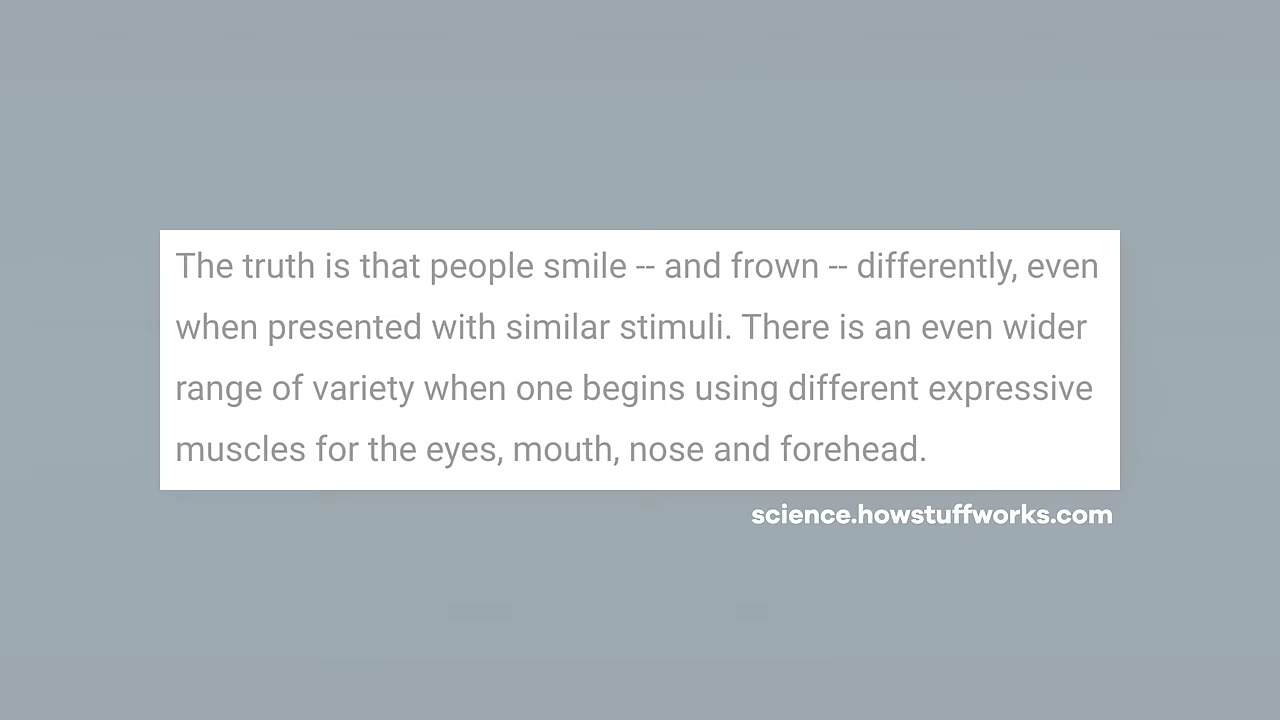 The truth is that people smile -- and frown -- differently, even
when presented with similar stimuli. There is an even wider
range of variety when one begins using different expressive
muscles for the eyes, mouth, nose and forehead.
science.howstuffworks.com